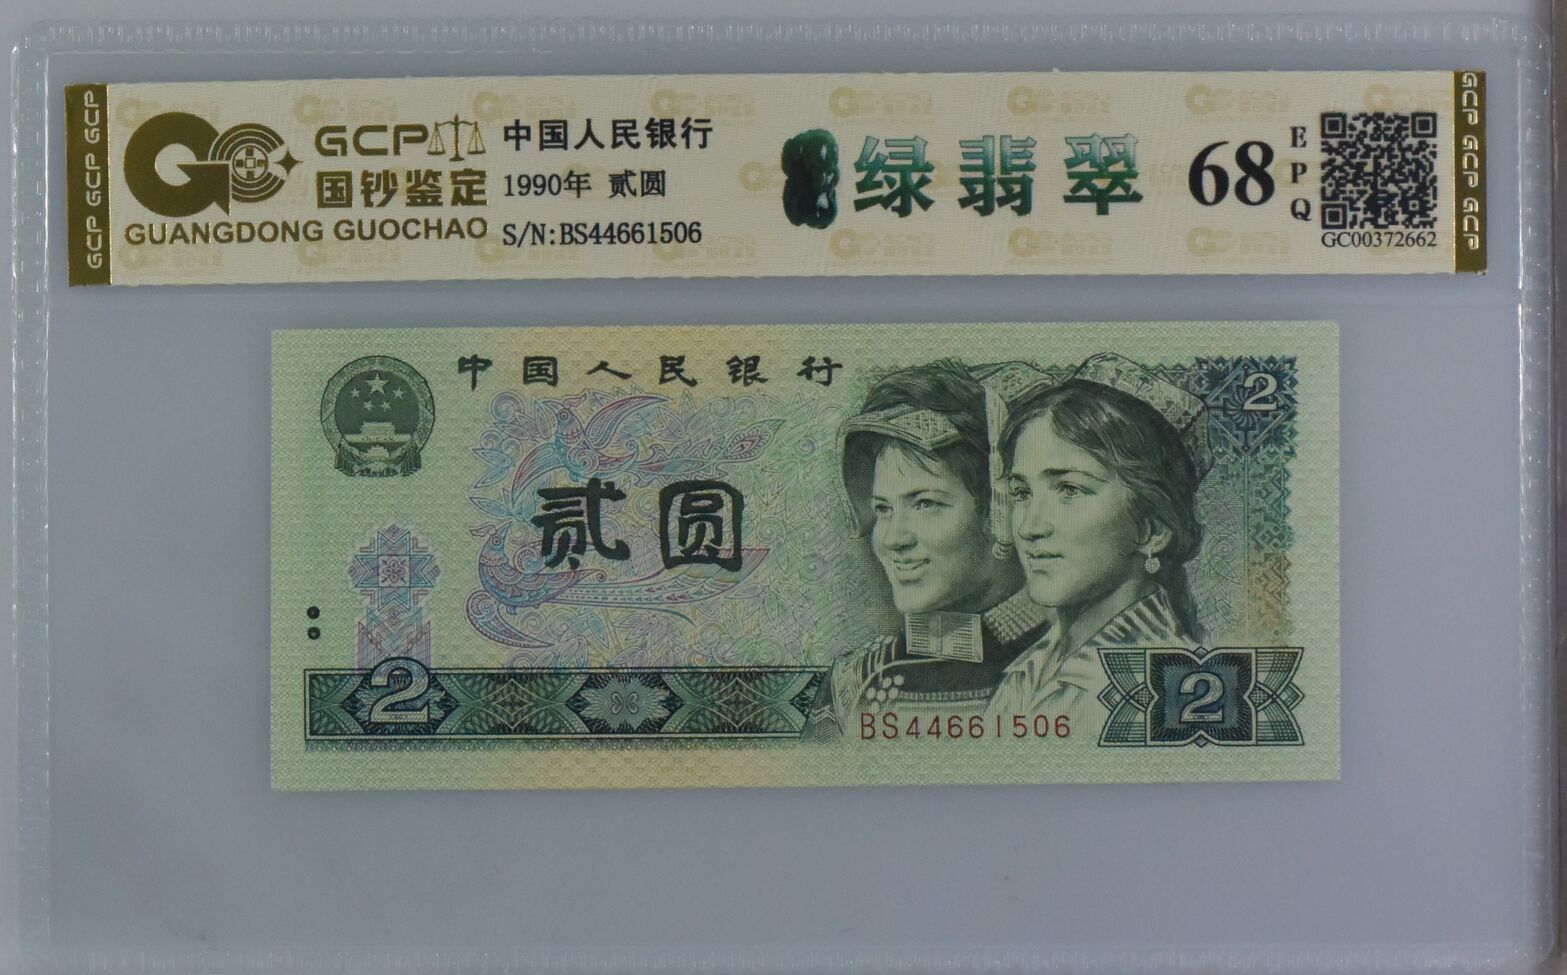 GCP
国钞鉴定
GUANGDONG GUOCHAO
中国人民银行
1990年 贰圆
S/N:BS44661506
绿翡翠
68
EPQ
GC00372662
GCP GCP GCP
GCP GCP GCP
中国人民银行
2
贰圆
2
BS44661506
2